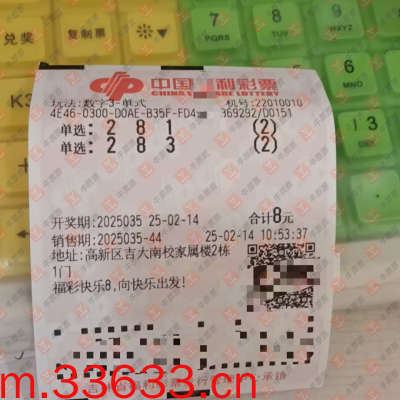 兑奖
复制票
7
PQRS
8
TUV
9
WXYZ
中国 利彩票
CHINA LOTTERY
玩法:数字3-单式 机号:22010010
4E46-0300-D0AE-B35F-FD4 369292/D0151
单选: 2 8 1 (2)
单选: 2 8 3 (2)
开奖期:2025035 25-02-14 合计8元
销售期:2025035-44 25-02-14 10:53:37
地址:高新区吉大南校家属楼2栋
1门
福彩快乐8,向快乐出发!
K3
6
MNO
3
m.33633.cn